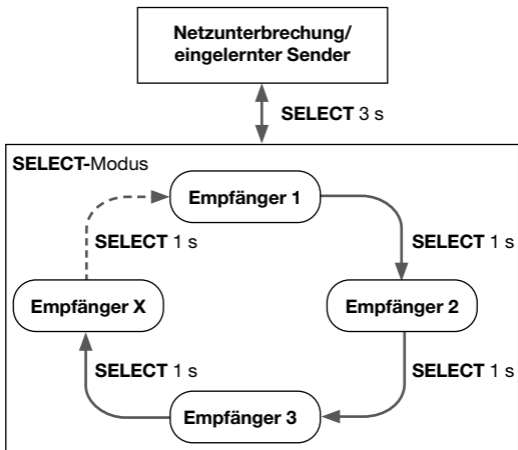 Netzunterbrechung/
eingelernter Sender
SELECT 3 s
SELECT-Modus
Empfänger 1
SELECT 1 s
SELECT 1 s
Empfänger X
Empfänger 2
SELECT 1 s
SELECT 1 s
Empfänger 3